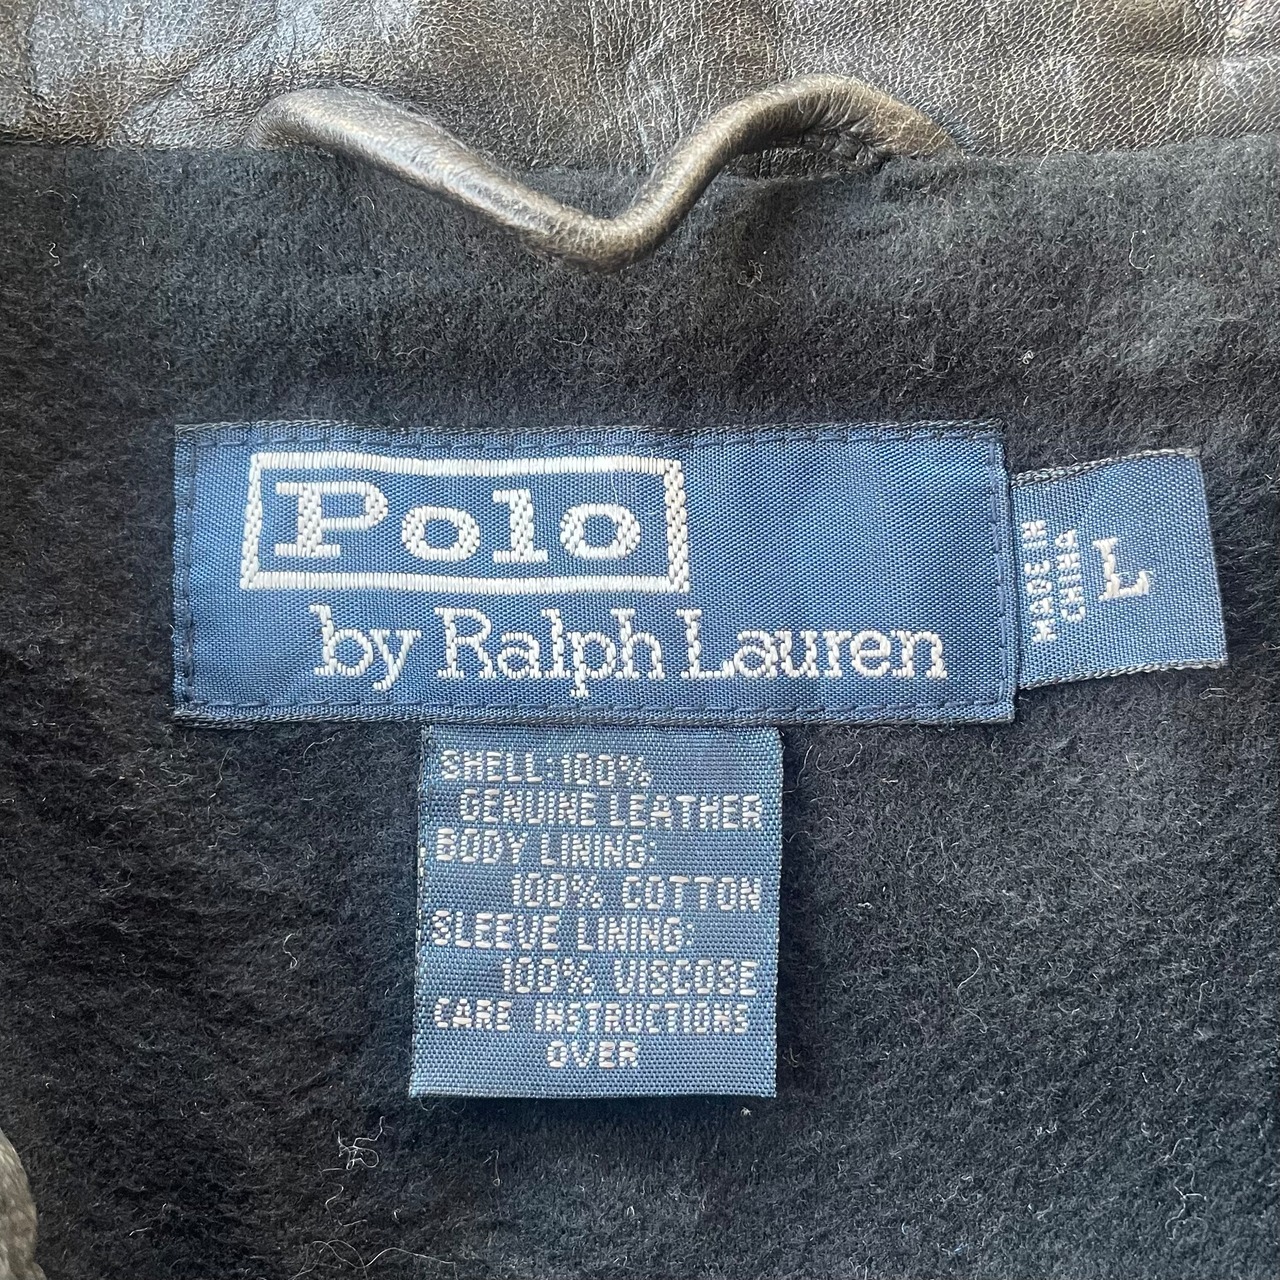 Polo
by Ralph Lauren
MADE IN
CHINA
L
SHELL:100%
GENUINE LEATHER
BODY LINING:
100% COTTON
SLEEVE LINING:
100% VISCOSE
CARE INSTRUCTIONS
OVER